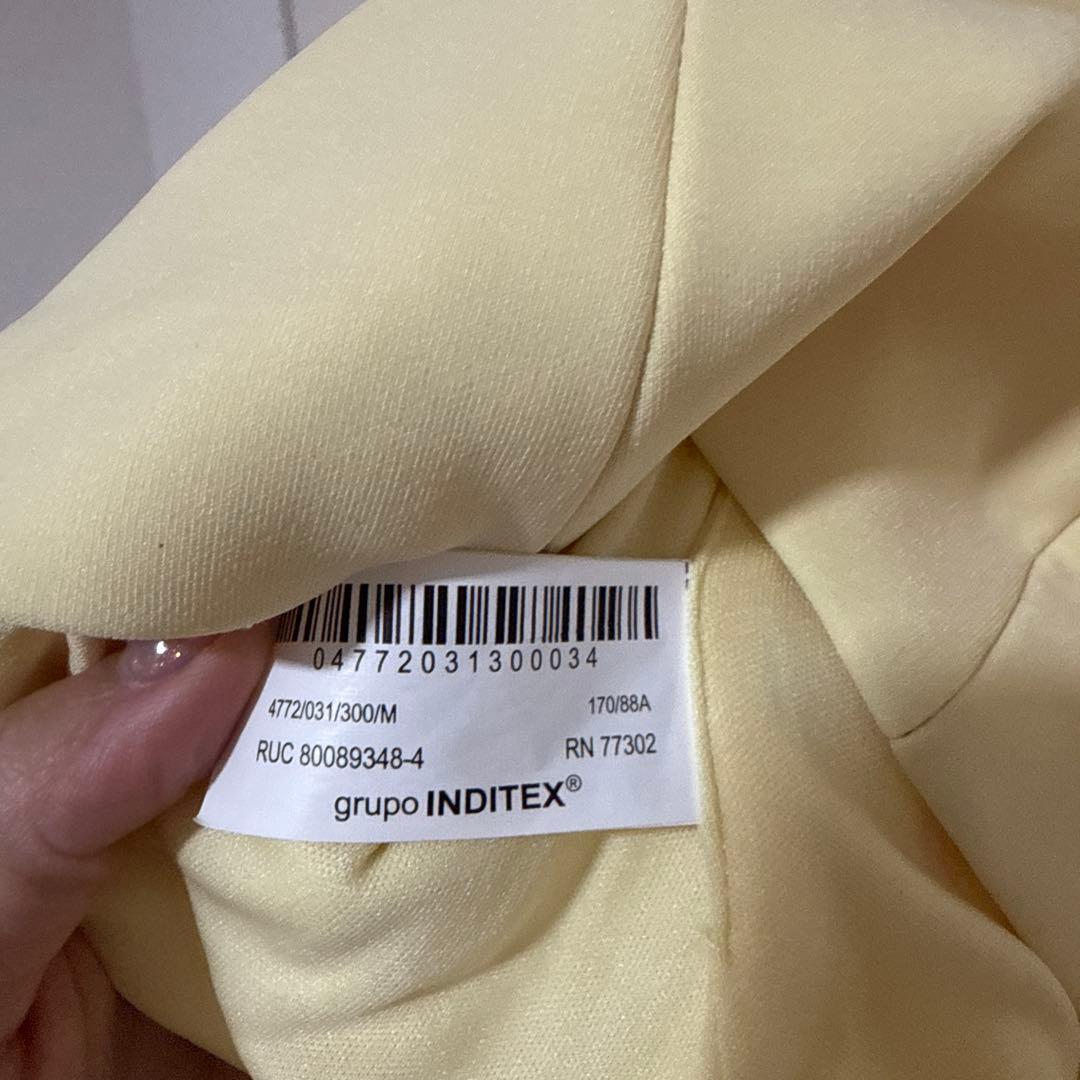 04772031300034
4772/031/300/M 170/88A
RUC 80089348-4 RN 77302
grupo INDITEX®